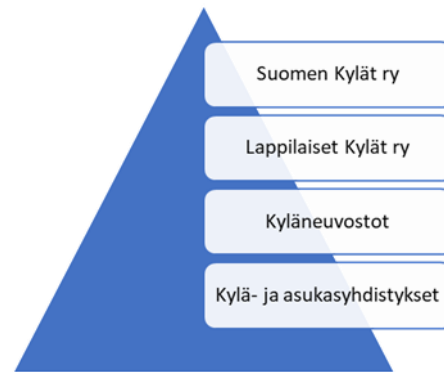 Suomen Kylät ry
Lappilaiset Kylät ry
Kyläneuvostot
Kylä- ja asukasyhdistykset